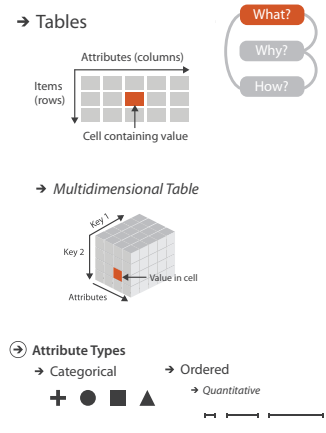 → Tables
What?
Why?
How?
Attributes (columns)
Items
(rows)
Cell containing value
→ Multidimensional Table
Key 1
Key 2
Value in cell
Attributes
→ Attribute Types
→ Categorical
→ Ordered
→ Quantitative